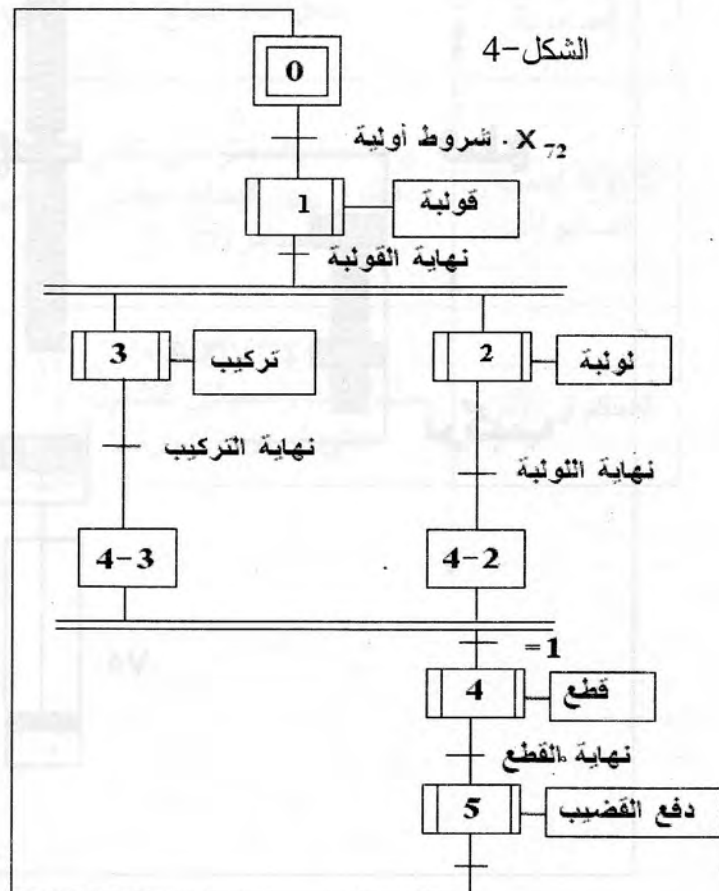 الشكل-4
0
X72 . شروط أولية
1
قولبة
نهاية القولبة
3
تركيب
2
لولبة
نهاية التركيب
نهاية اللولبة
4-3
4-2
=1
4
قطع
نهاية القطع
5
دفع القضيب